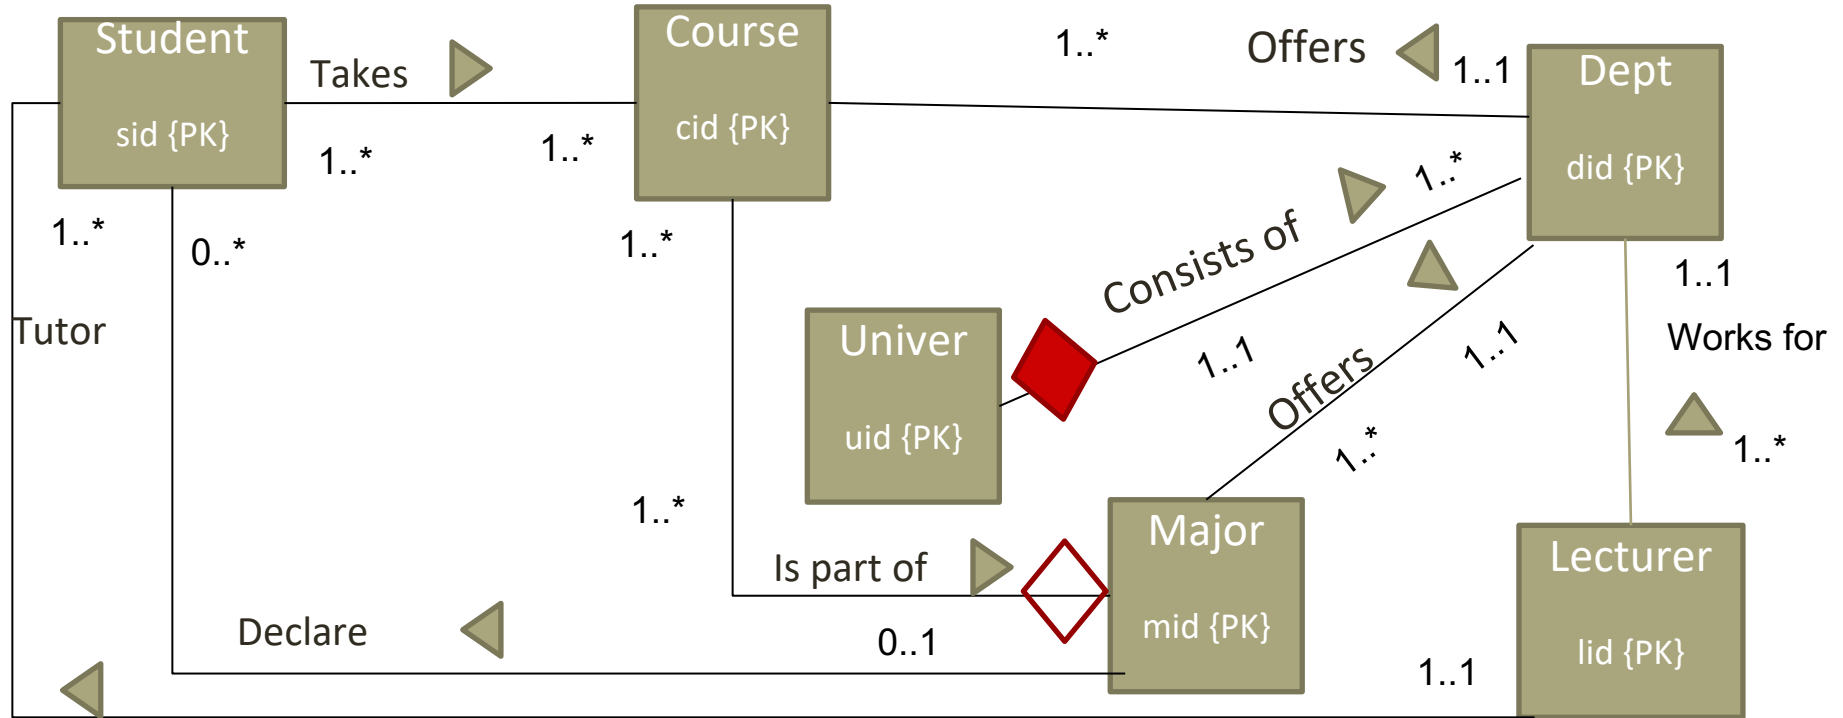 Student
sid {PK}
Takes
1..*
1..*
Course
cid {PK}
1..*
Offers
1..1
Dept
did {PK}
1..*
0..*
1..*
Consists of
1..*
1..1
Tutor
Univer
uid {PK}
Offers
1..1
1..*
1..1
Works for
1..*
1..*
Is part of
Major
mid {PK}
Lecturer
lid {PK}
Declare
0..1
1..1